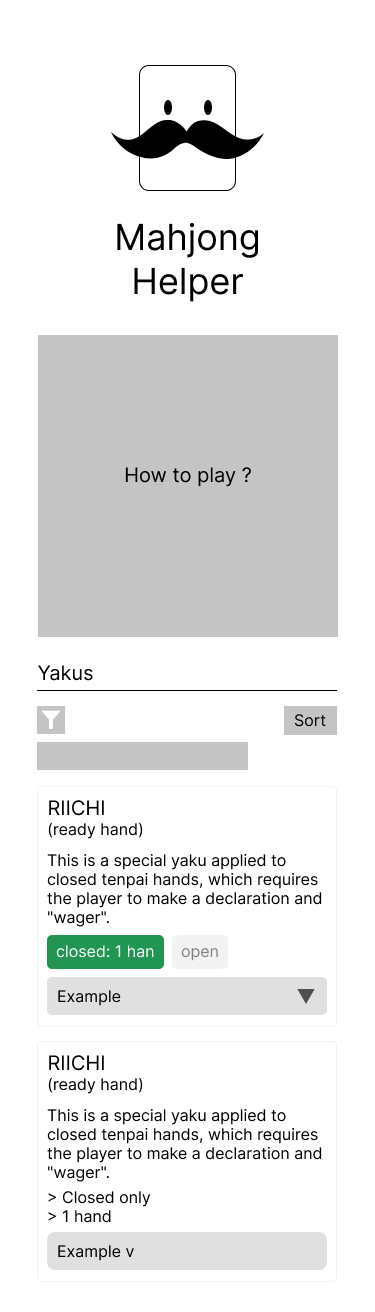 Mahjong
Helper
How to play ?
Yakus
Sort
RIICHI
(ready hand)
This is a special yaku applied to
closed tenpai hands, which requires
the player to make a declaration and
"wager".
closed: 1 han
open
Example
RIICHI
(ready hand)
This is a special yaku applied to
closed tenpai hands, which requires
the player to make a declaration and
"wager".
> Closed only
> 1 hand
Example v